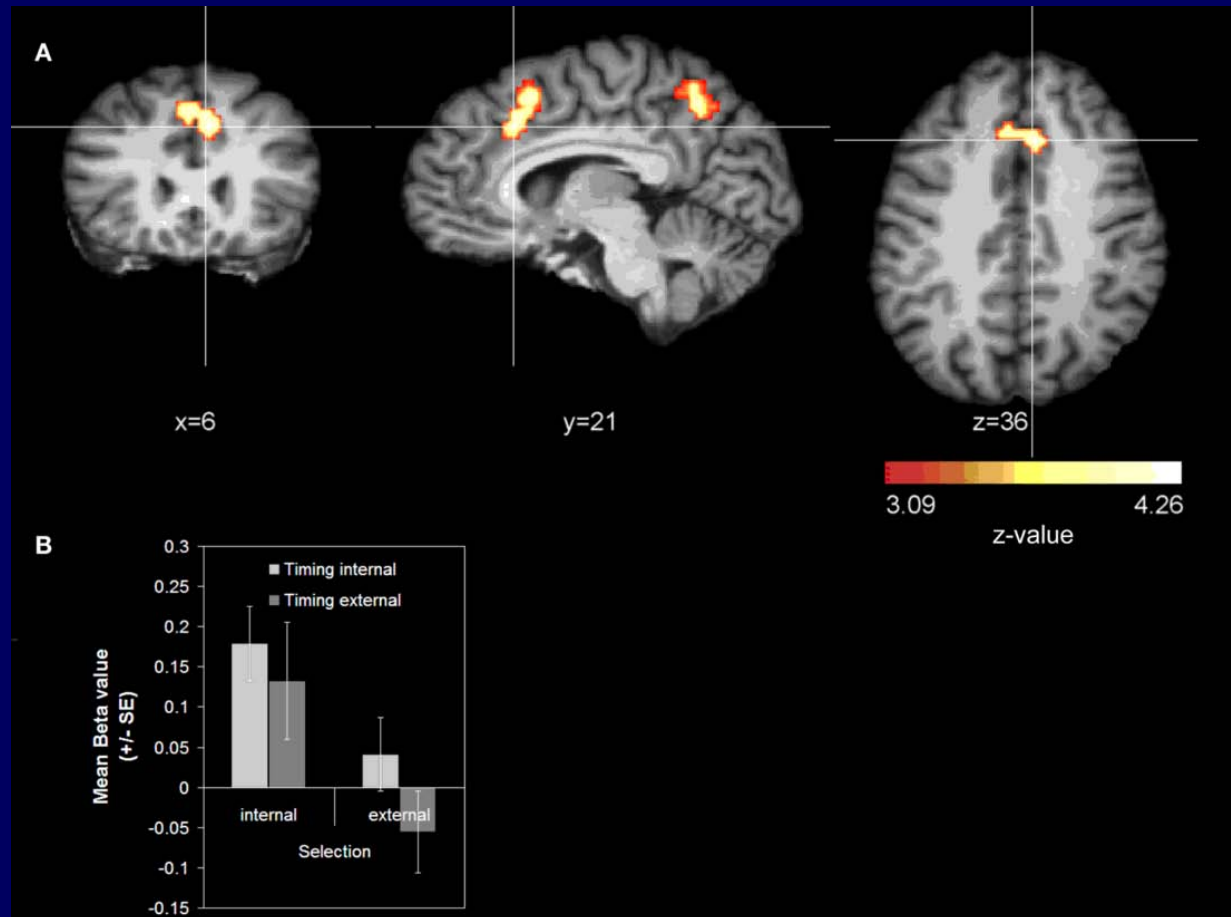 A
x=6
y=21
z=36
3.09
4.26
z-value
B
Mean Beta value
(+/- SE)
0.3
0.25
0.2
0.15
0.1
0.05
0
-0.05
-0.1
-0.15
Timing internal
Timing external
internal
external
Selection